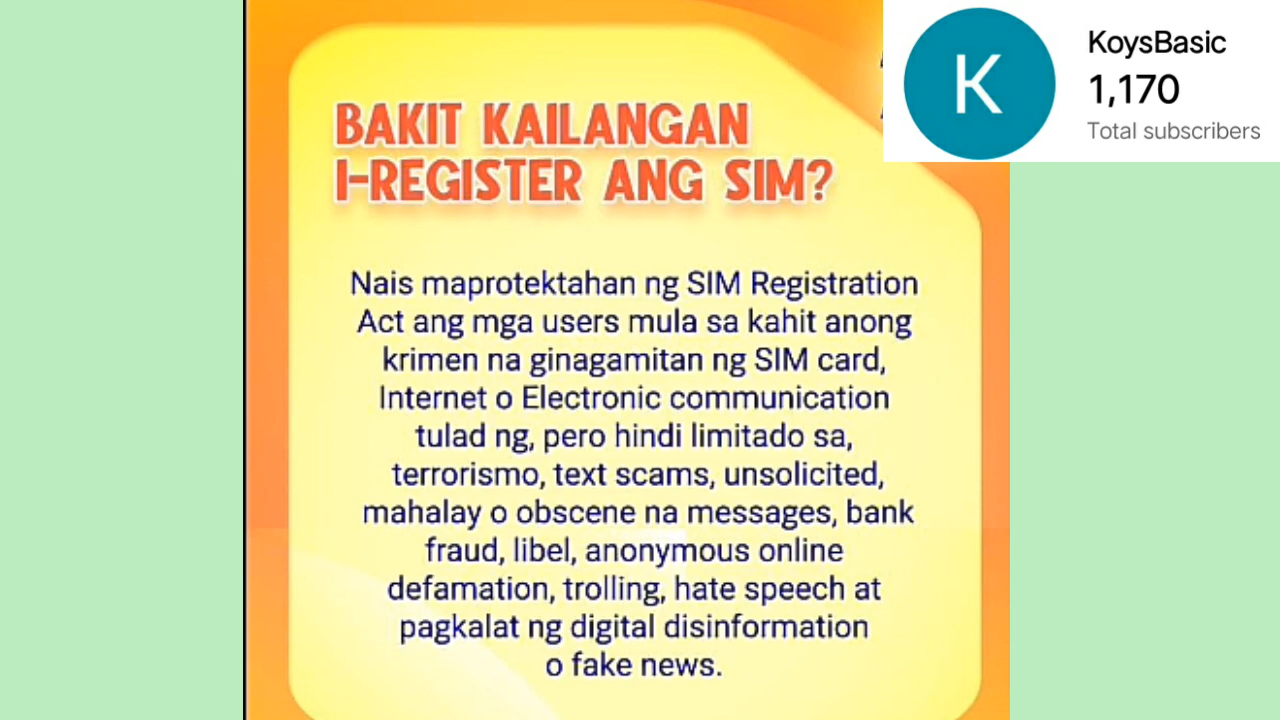 BAKIT KAILANGAN
I-REGISTER ANG SIM?
Nais maprotektahan ng SIM Registration
Act ang mga users mula sa kahit anong
krimen na ginagamitan ng SIM card,
Internet o Electronic communication
tulad ng, pero hindi limitado sa,
terrorismo, text scams, unsolicited,
mahalay o obscene na messages, bank
fraud, libel, anonymous online
defamation, trolling, hate speech at
pagkalat ng digital disinformation
o fake news.
K
KoysBasic
1,170
Total subscribers